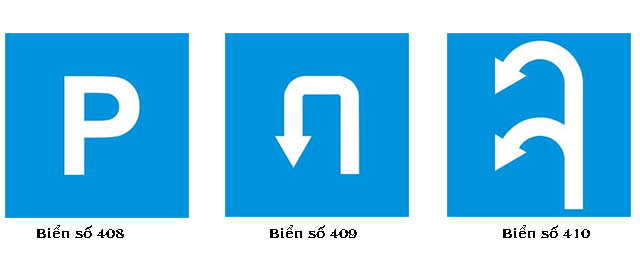 P
Biển số 408
Biển số 409
Biển số 410